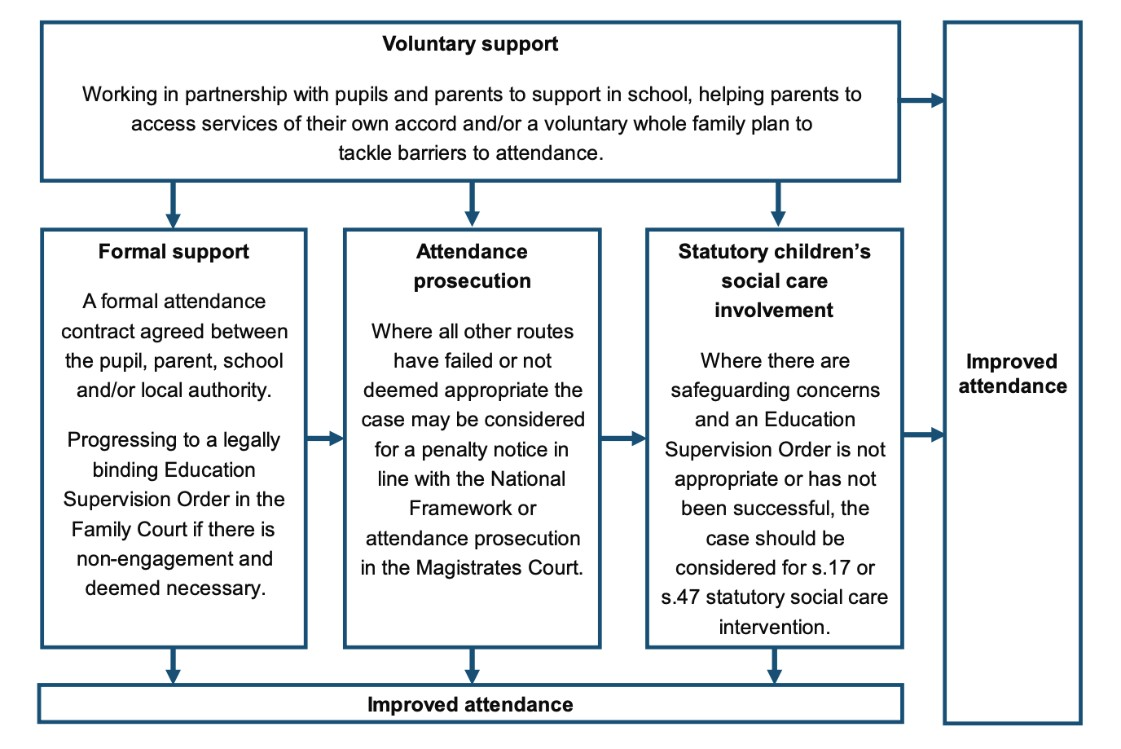 Voluntary support
Working in partnership with pupils and parents to support in school, helping parents to
access services of their own accord and/or a voluntary whole family plan to
tackle barriers to attendance.
Formal support
A formal attendance
contract agreed between
the pupil, parent, school
and/or local authority.
Progressing to a legally
binding Education
Supervision Order in the
Family Court if there is
non-engagement and
deemed necessary.
Attendance
prosecution
Where all other routes
have failed or not
deemed appropriate the
case may be considered
for a penalty notice in
line with the National
Framework or
attendance prosecution
in the Magistrates Court.
Statutory children’s
social care
involvement
Where there are
safeguarding concerns
and an Education
Supervision Order is not
appropriate or has not
been successful, the
case should be
considered for s.17 or
s.47 statutory social care
intervention.
Improved
attendance
Improved attendance